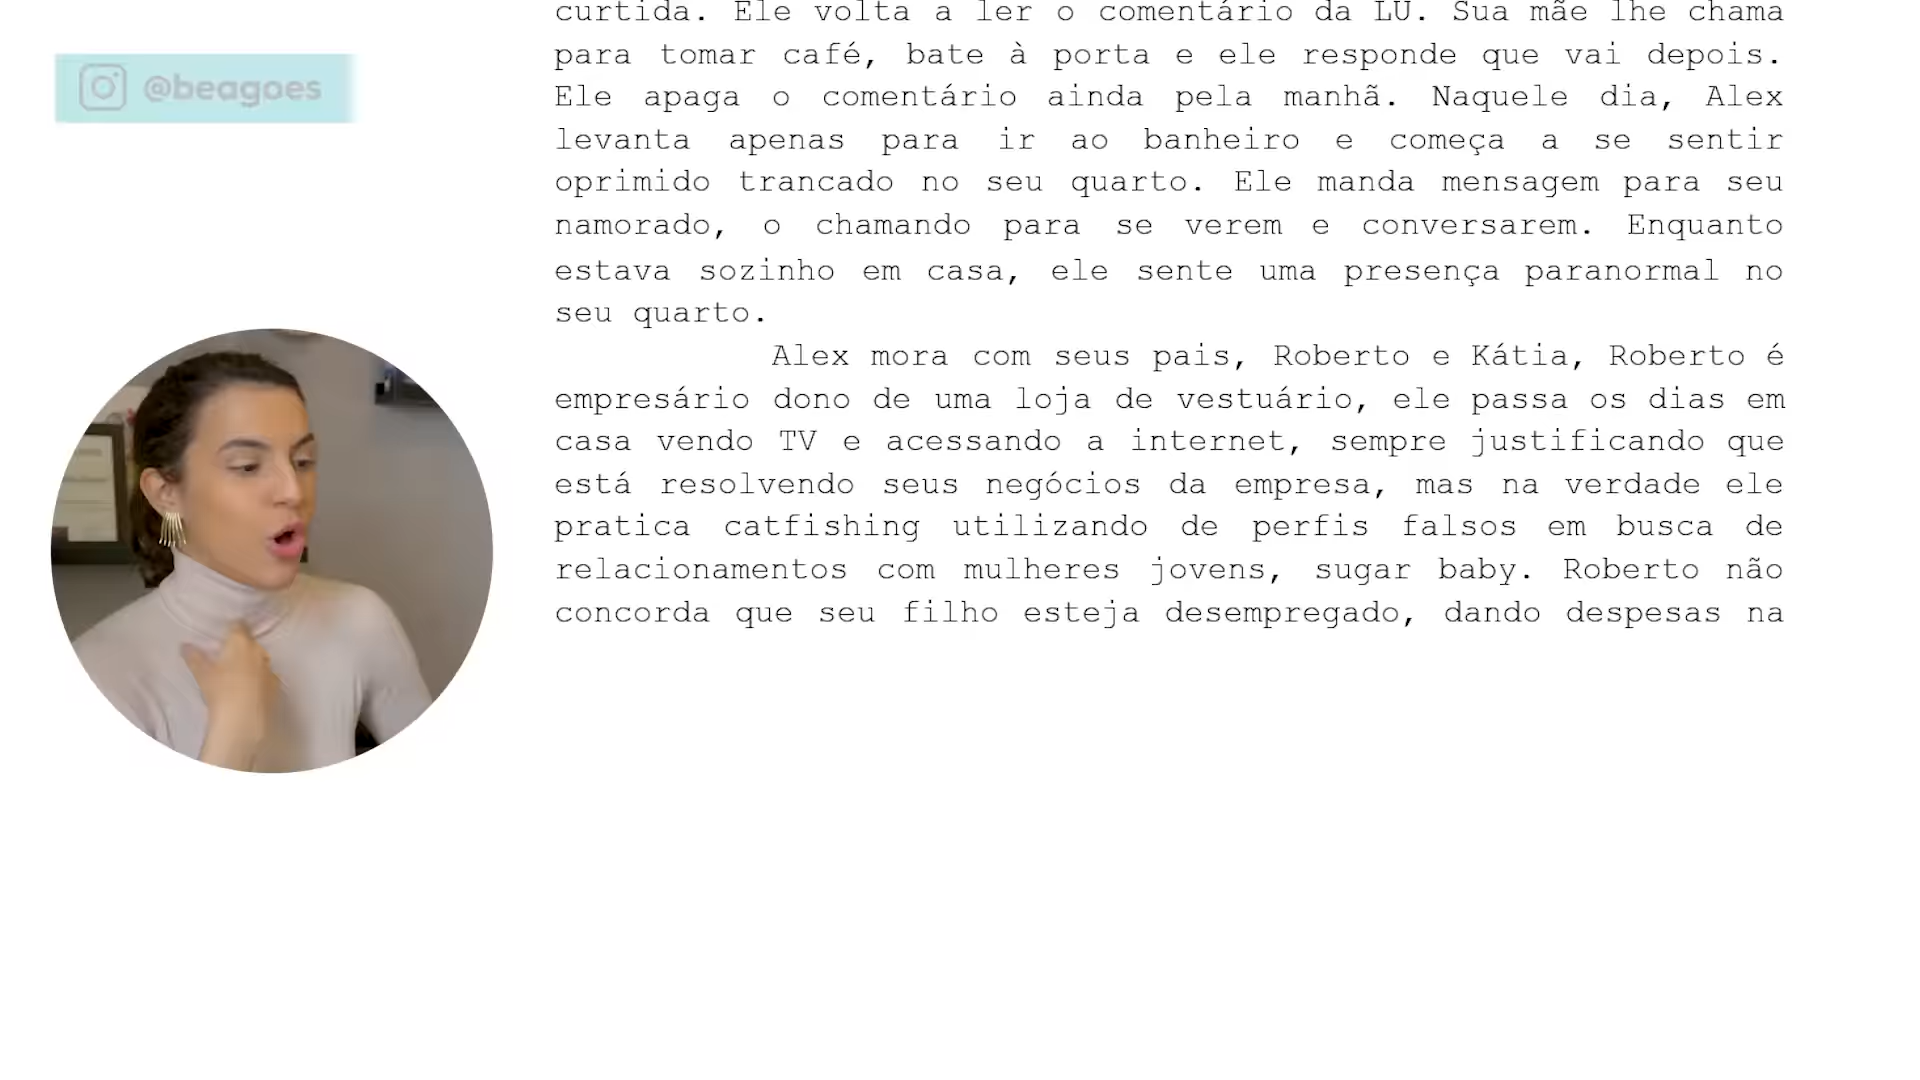 @beagoes
curtida. Ele volta a ler o comentário da LU. Sua mãe lhe chama
para tomar café, bate à porta e ele responde que vai depois.
Ele apaga o comentário ainda pela manhã. Naquele dia, Alex
levanta apenas para ir ao banheiro e começa a se sentir
oprimido trancado no seu quarto. Ele manda mensagem para seu
namorado, o chamando para se verem e conversarem. Enquanto
estava sozinho em casa, ele sente uma presença paranormal no
seu quarto.
Alex mora com seus pais, Roberto e Kátia, Roberto é
empresário dono de uma loja de vestuário, ele passa os dias em
casa vendo TV e acessando a internet, sempre justificando que
está resolvendo seus negócios da empresa, mas na verdade ele
pratica catfishing utilizando de perfis falsos em busca de
relacionamentos com mulheres jovens, sugar baby. Roberto não
concorda que seu filho esteja desempregado, dando despesas na